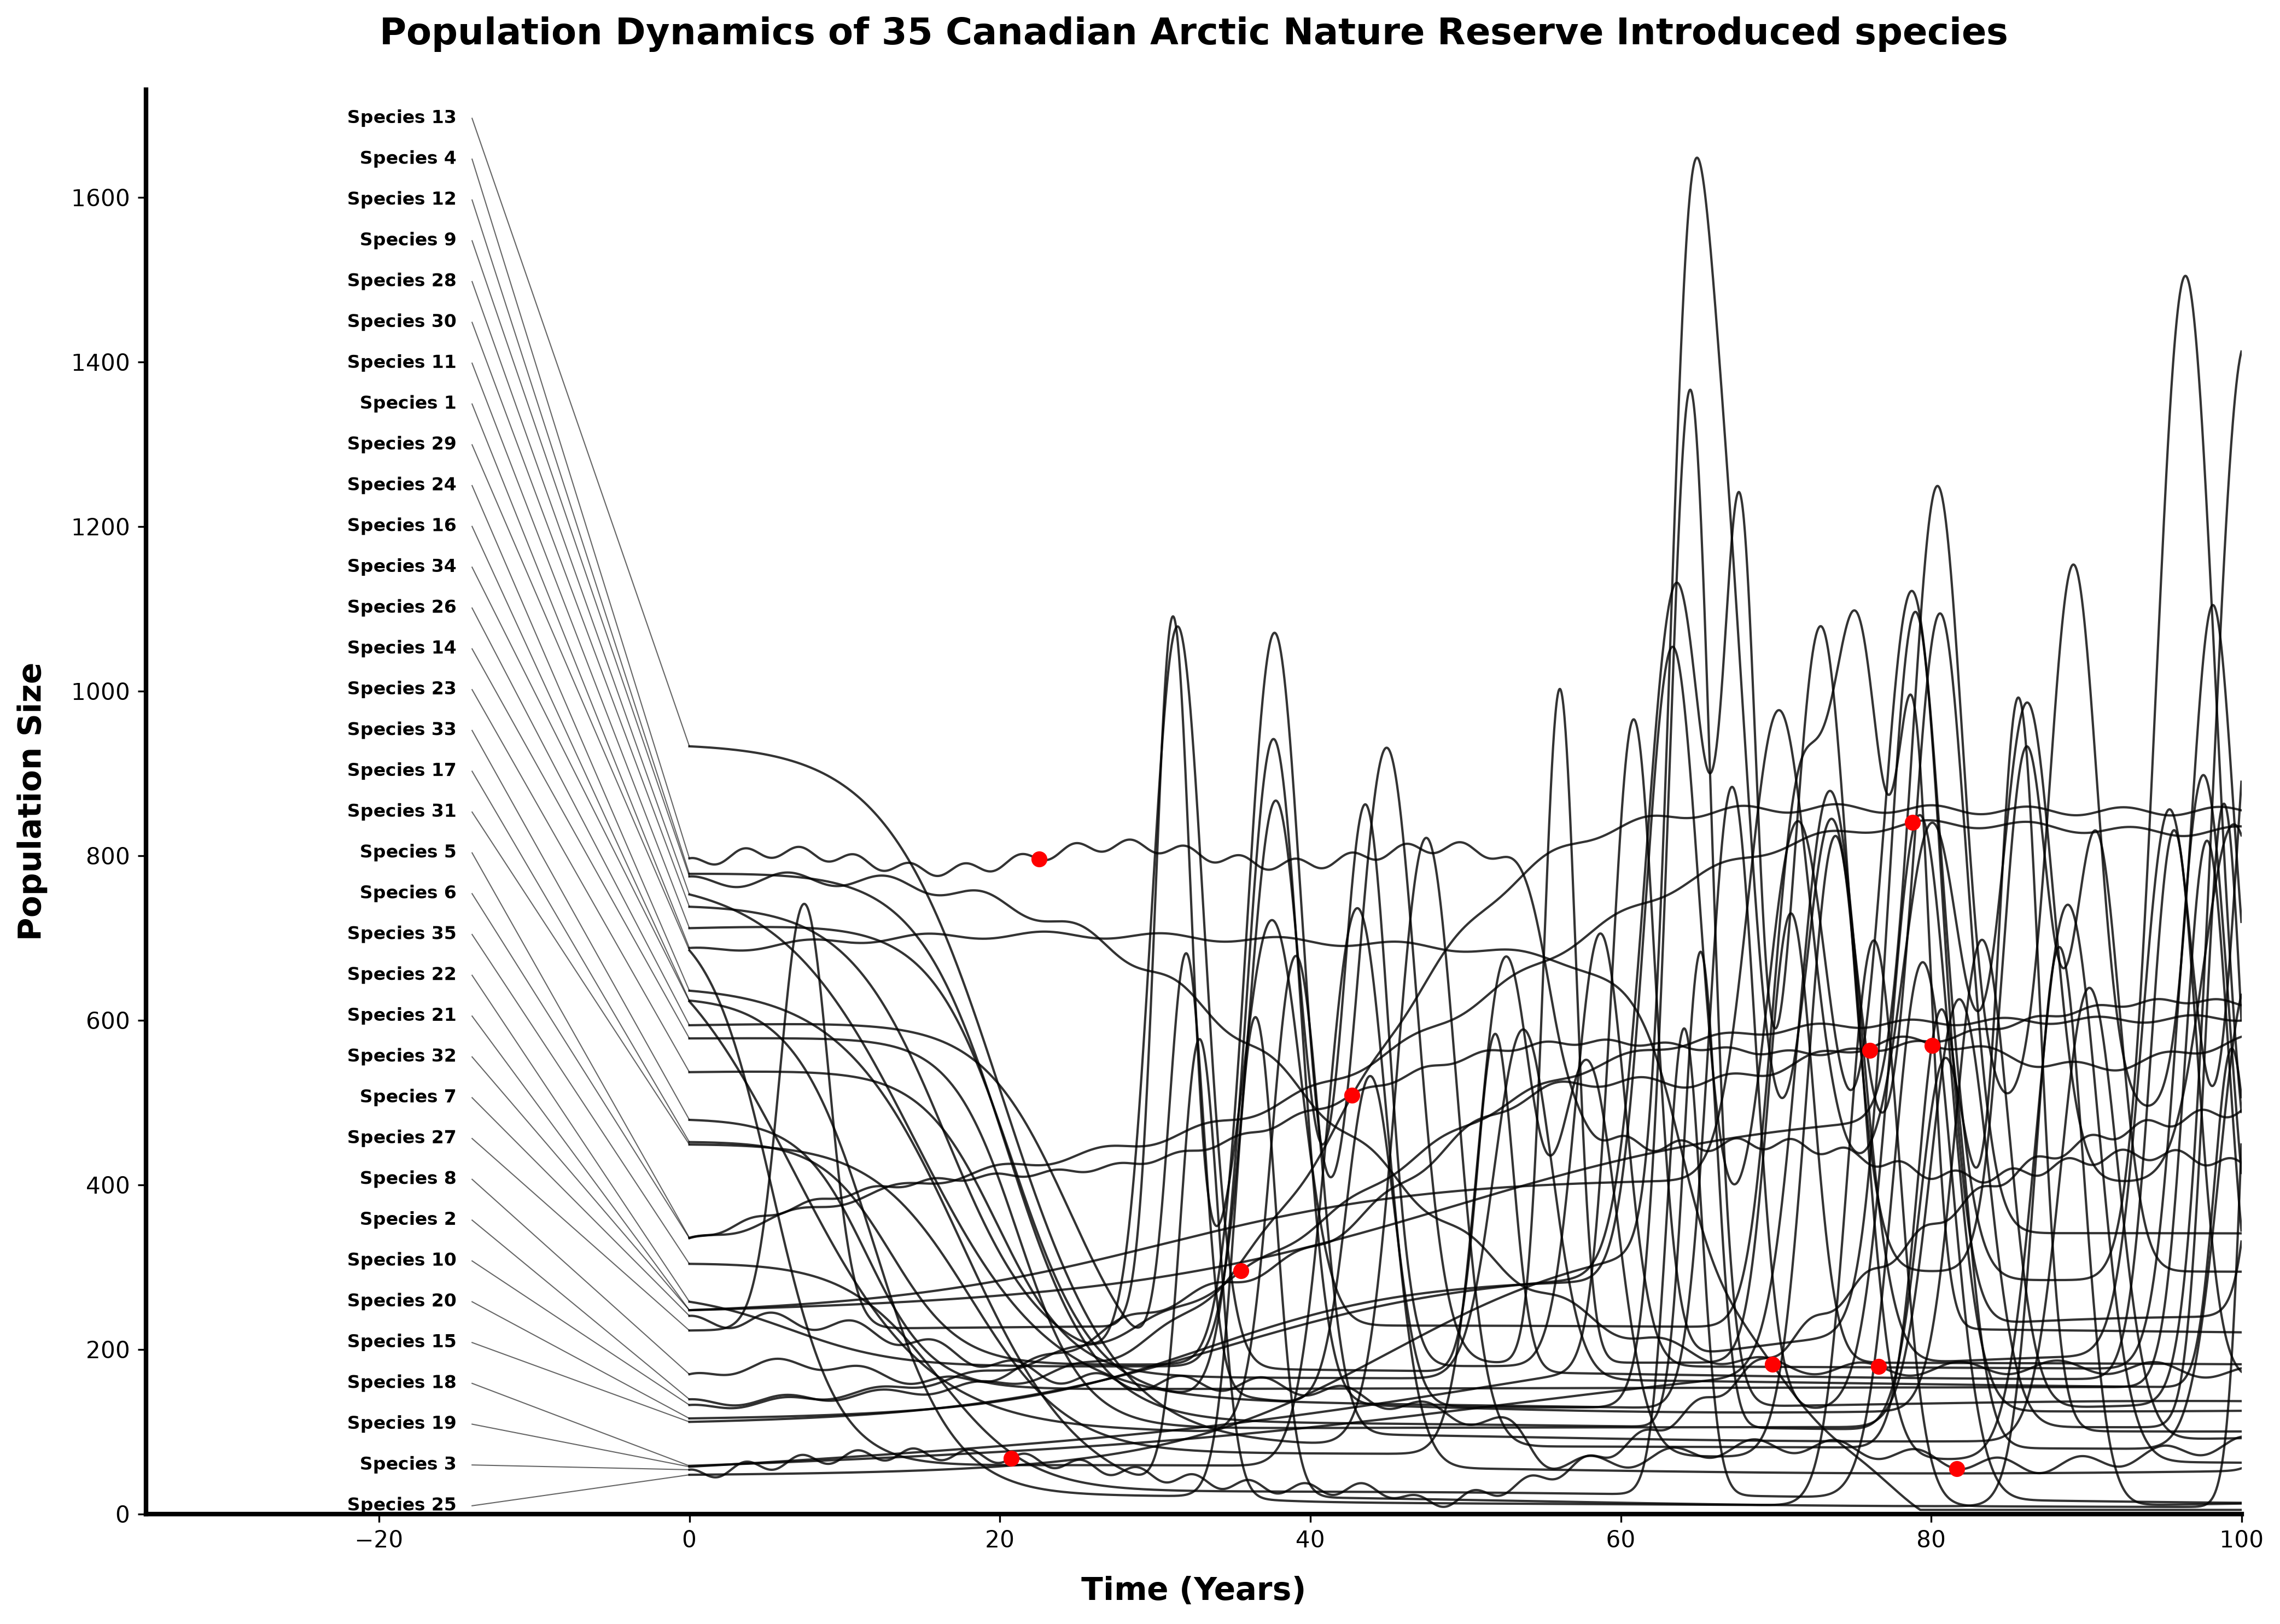 Population Dynamics of 35 Canadian Arctic Nature Reserve Introduced species
Species 13
Species 4
Species 12
Species 9
Species 28
Species 30
Species 11
Species 1
Species 29
Species 24
Species 16
Species 34
Species 26
Species 14
Species 23
Species 33
Species 17
Species 31
Species 5
Species 6
Species 35
Species 22
Species 21
Species 32
Species 7
Species 27
Species 8
Species 2
Species 10
Species 20
Species 15
Species 18
Species 19
Species 3
Species 25
1600
1400
1200
1000
800
600
400
200
0
Population Size
−20 0 20 40 60 80 100
Time (Years)